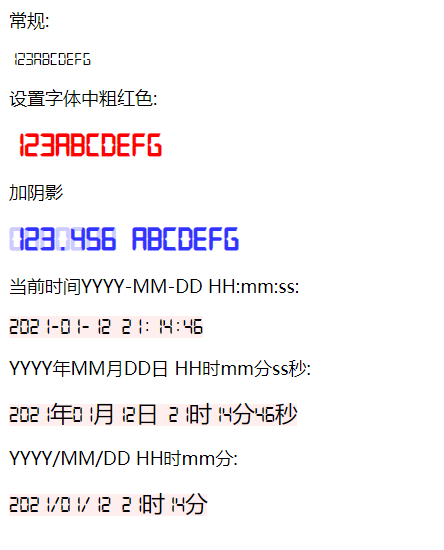 常规:
123ABCDEFG
设置字体中粗红色:
123ABCDEFG
加阴影
123.456 ABCDEFG
当前时间YYYY-MM-DD HH:mm:ss:
2021-01-12 21:14:46
YYYY年MM月DD日 HH时mm分ss秒:
2021年01月12日 21时14分46秒
YYYY/MM/DD HH时mm分:
2021/01/12 21时14分